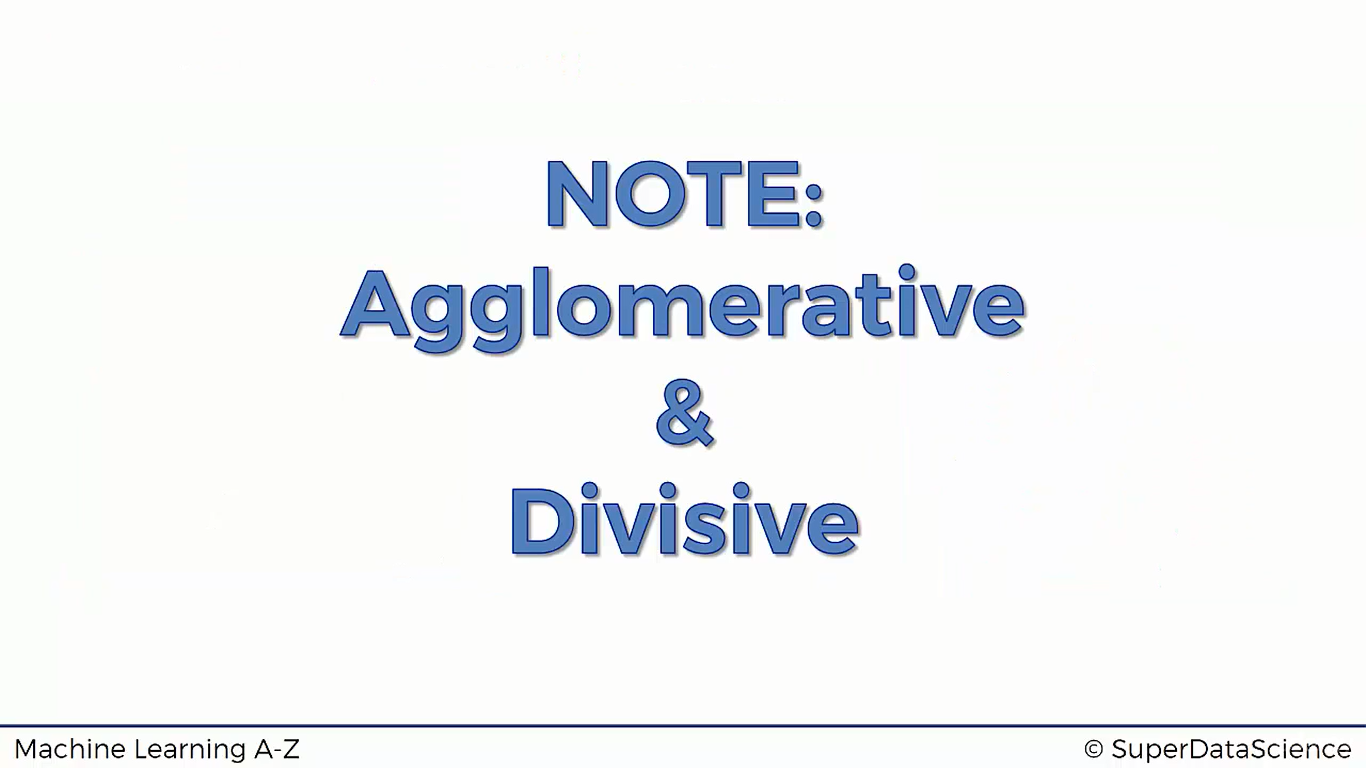 NOTE:
Agglomerative
&
Divisive
Machine Learning A-Z
© SuperDataScience